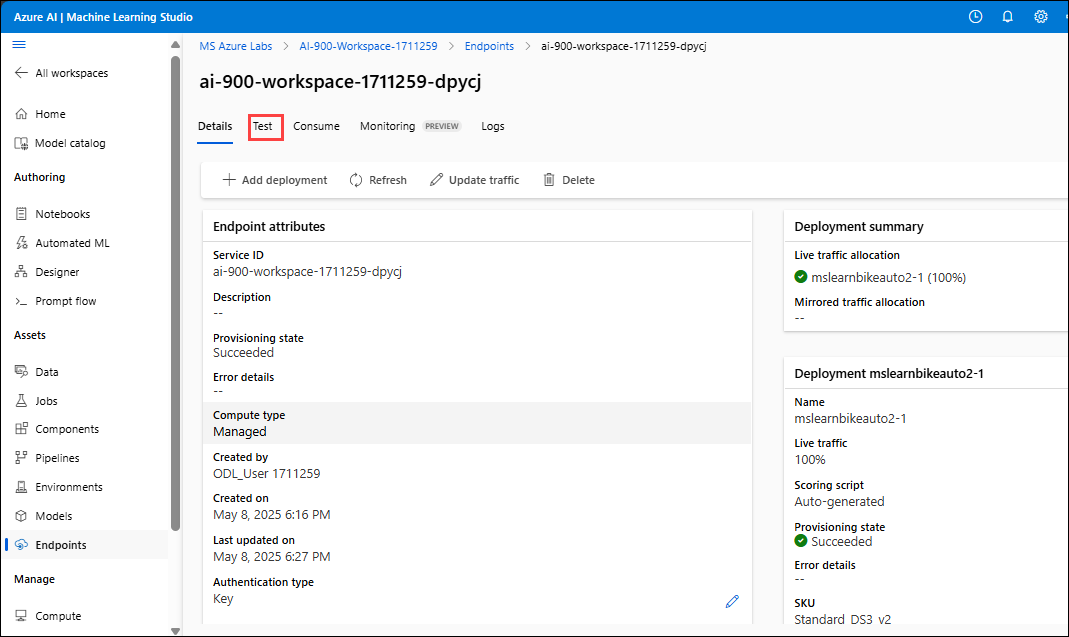 Azure AI | Machine Learning Studio
MS Azure Labs > AI-900-Workspace-1711259 > Endpoints > ai-900-workspace-1711259-dpycj
All workspaces
Home
Model catalog
Authoring
Notebooks
Automated ML
Designer
Prompt flow
Assets
Data
Jobs
Components
Pipelines
Environments
Models
Endpoints
Manage
Compute
ai-900-workspace-1711259-dpycj
Details Test Consume Monitoring PREVIEW Logs
Add deployment Refresh Update traffic Delete
Endpoint attributes
Service ID
ai-900-workspace-1711259-dpycj
Description
--
Provisioning state
Succeeded
Error details
--
Compute type
Managed
Created by
ODL_User 1711259
Created on
May 8, 2025 6:16 PM
Last updated on
May 8, 2025 6:27 PM
Authentication type
Key
Deployment summary
Live traffic allocation
mslearnbikeauto2-1 (100%)
Mirrored traffic allocation
--
Deployment mslearnbikeauto2-1
Name
mslearnbikeauto2-1
Live traffic
100%
Scoring script
Auto-generated
Provisioning state
Succeeded
Error details
--
SKU
Standard_DS3_v2